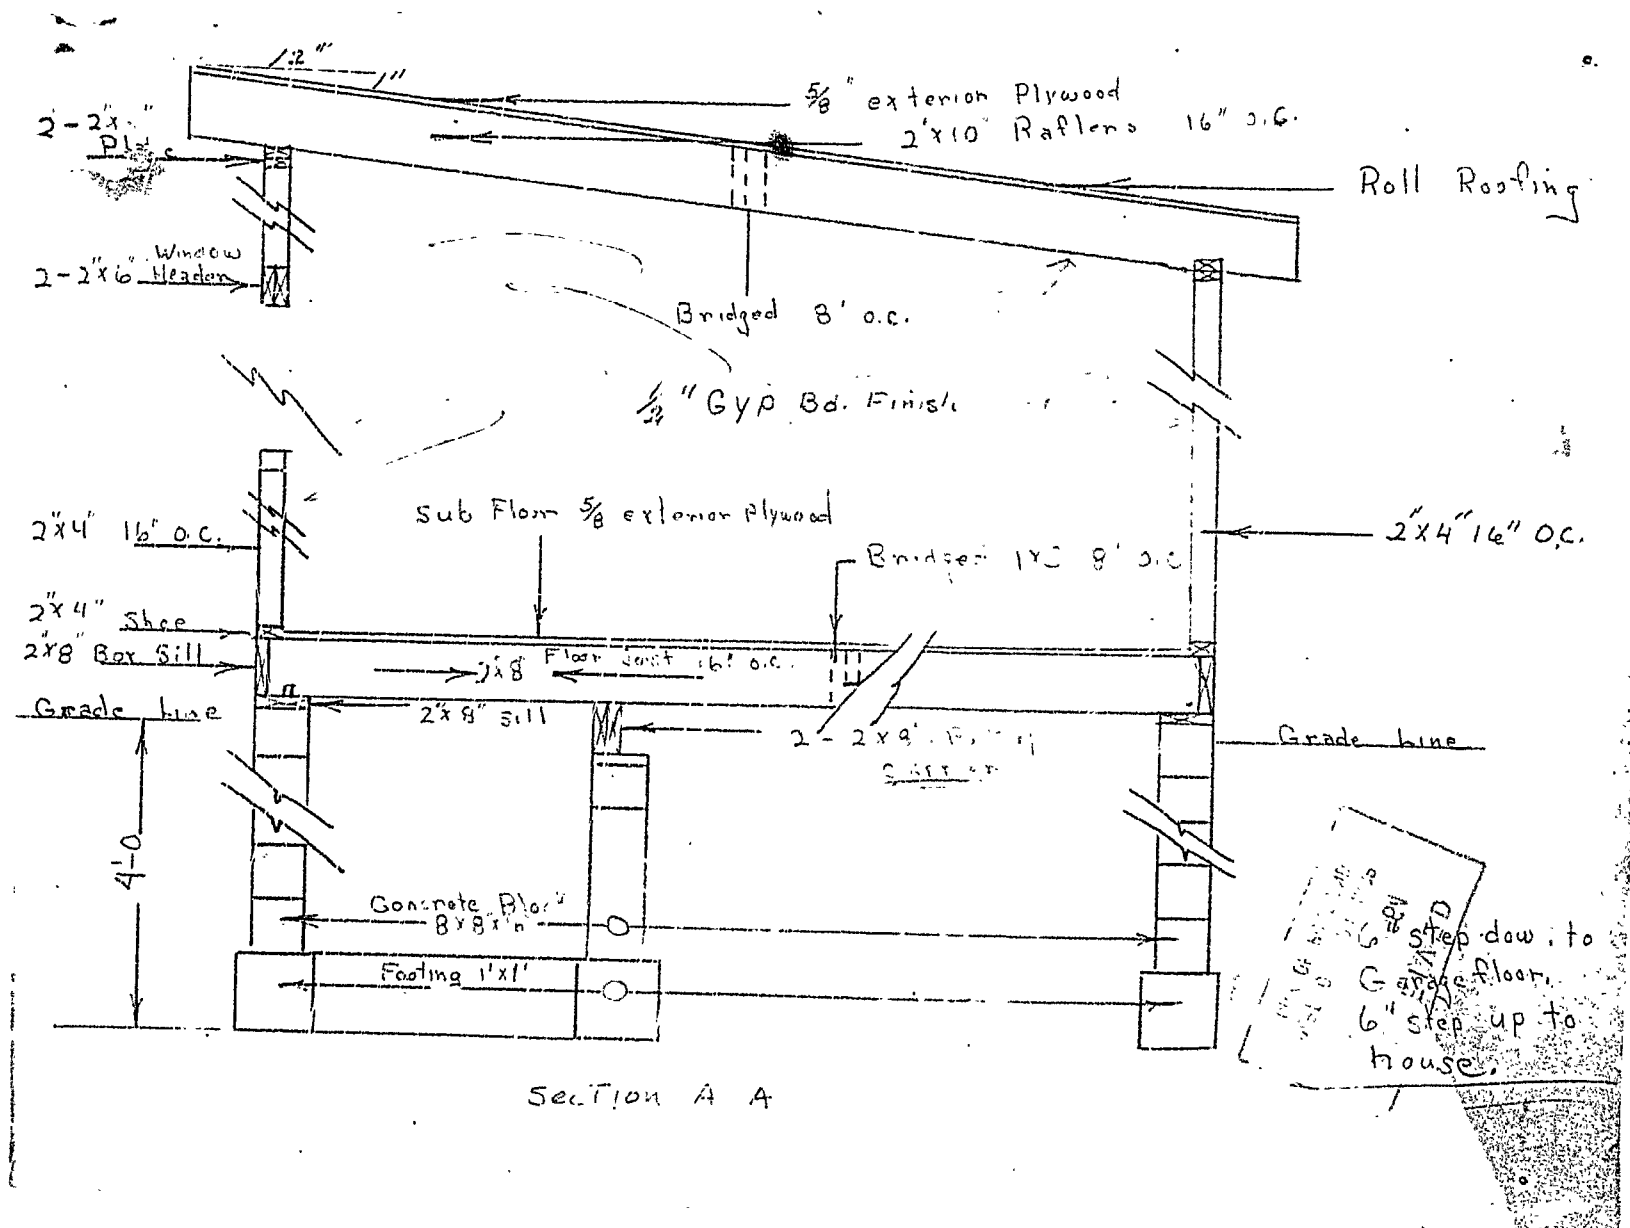 12"
1"
5/8" exterior Plywood
2"x10" Rafters 16" O.C.
2-2"x
Roll Roofing
Window
2-2"x6" Header
Bridged 8' O.C.
1/2" Gyp Bd. Finish
Sub Floor 5/8 exterior Plywood
2"x4" 16" O.C.
2"x4" 16" O.C.
Bridged 8' O.C.
2"x4" Shoe
2"x8" Box Sill
2x8" Floor Joist 16" O.C.
Grade Line
2"x8" Sill
2-2x8"
Grade Line
4'-0
Concrete Block
8x8x
Footing 1'x1'
6" step down to
Garage floor.
6" step up to
house.
Section A A